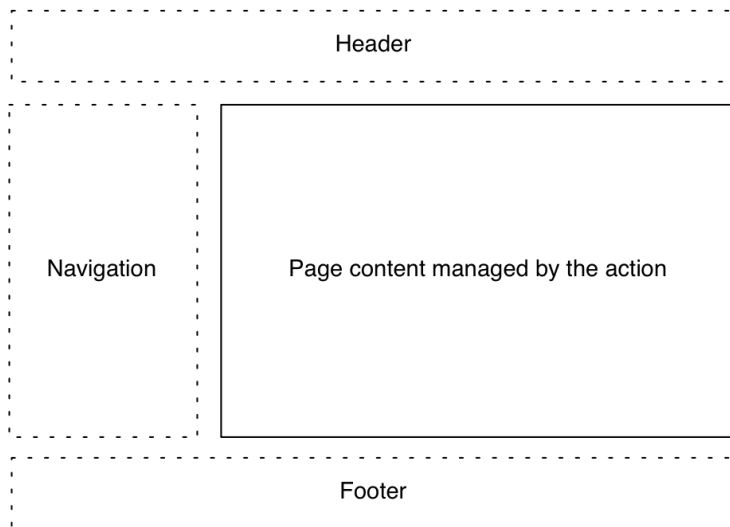 Header
Navigation
Page content managed by the action
Footer